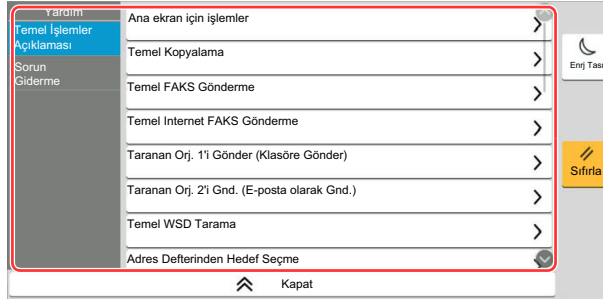 Yardım
Temel İşlemler
Açıklaması
Sorun
Giderme
Ana ekran için işlemler
Temel Kopyalama
Temel FAKS Gönderme
Temel Internet FAKS Gönderme
Taranan Orj. 1'i Gönder (Klasöre Gönder)
Taranan Orj. 2'i Gnd. (E-posta olarak Gnd.)
Temel WSD Tarama
Adres Defterinden Hedef Seçme
Kapat
Enrj Tasr
Sıfırla